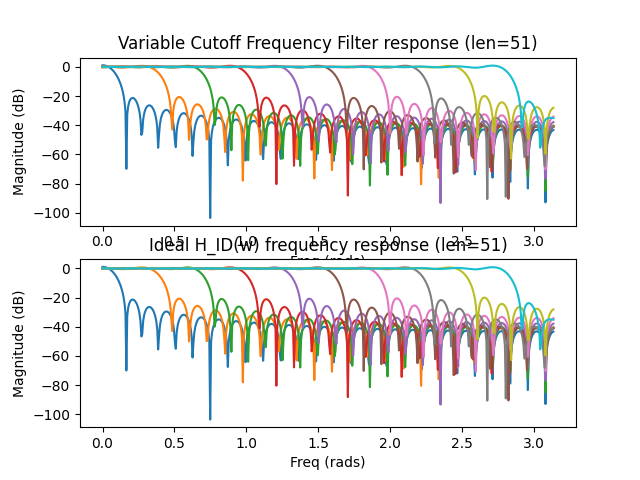 Variable Cutoff Frequency Filter response (len=51)
Magnitude (dB)
0
−20
−40
−60
−80
−100
0.0 0.5 1.0 1.5 2.0 2.5 3.0
Freq (rads)
Ideal H_ID(w) frequency response (len=51)
Magnitude (dB)
0
−20
−40
−60
−80
−100
0.0 0.5 1.0 1.5 2.0 2.5 3.0
Freq (rads)